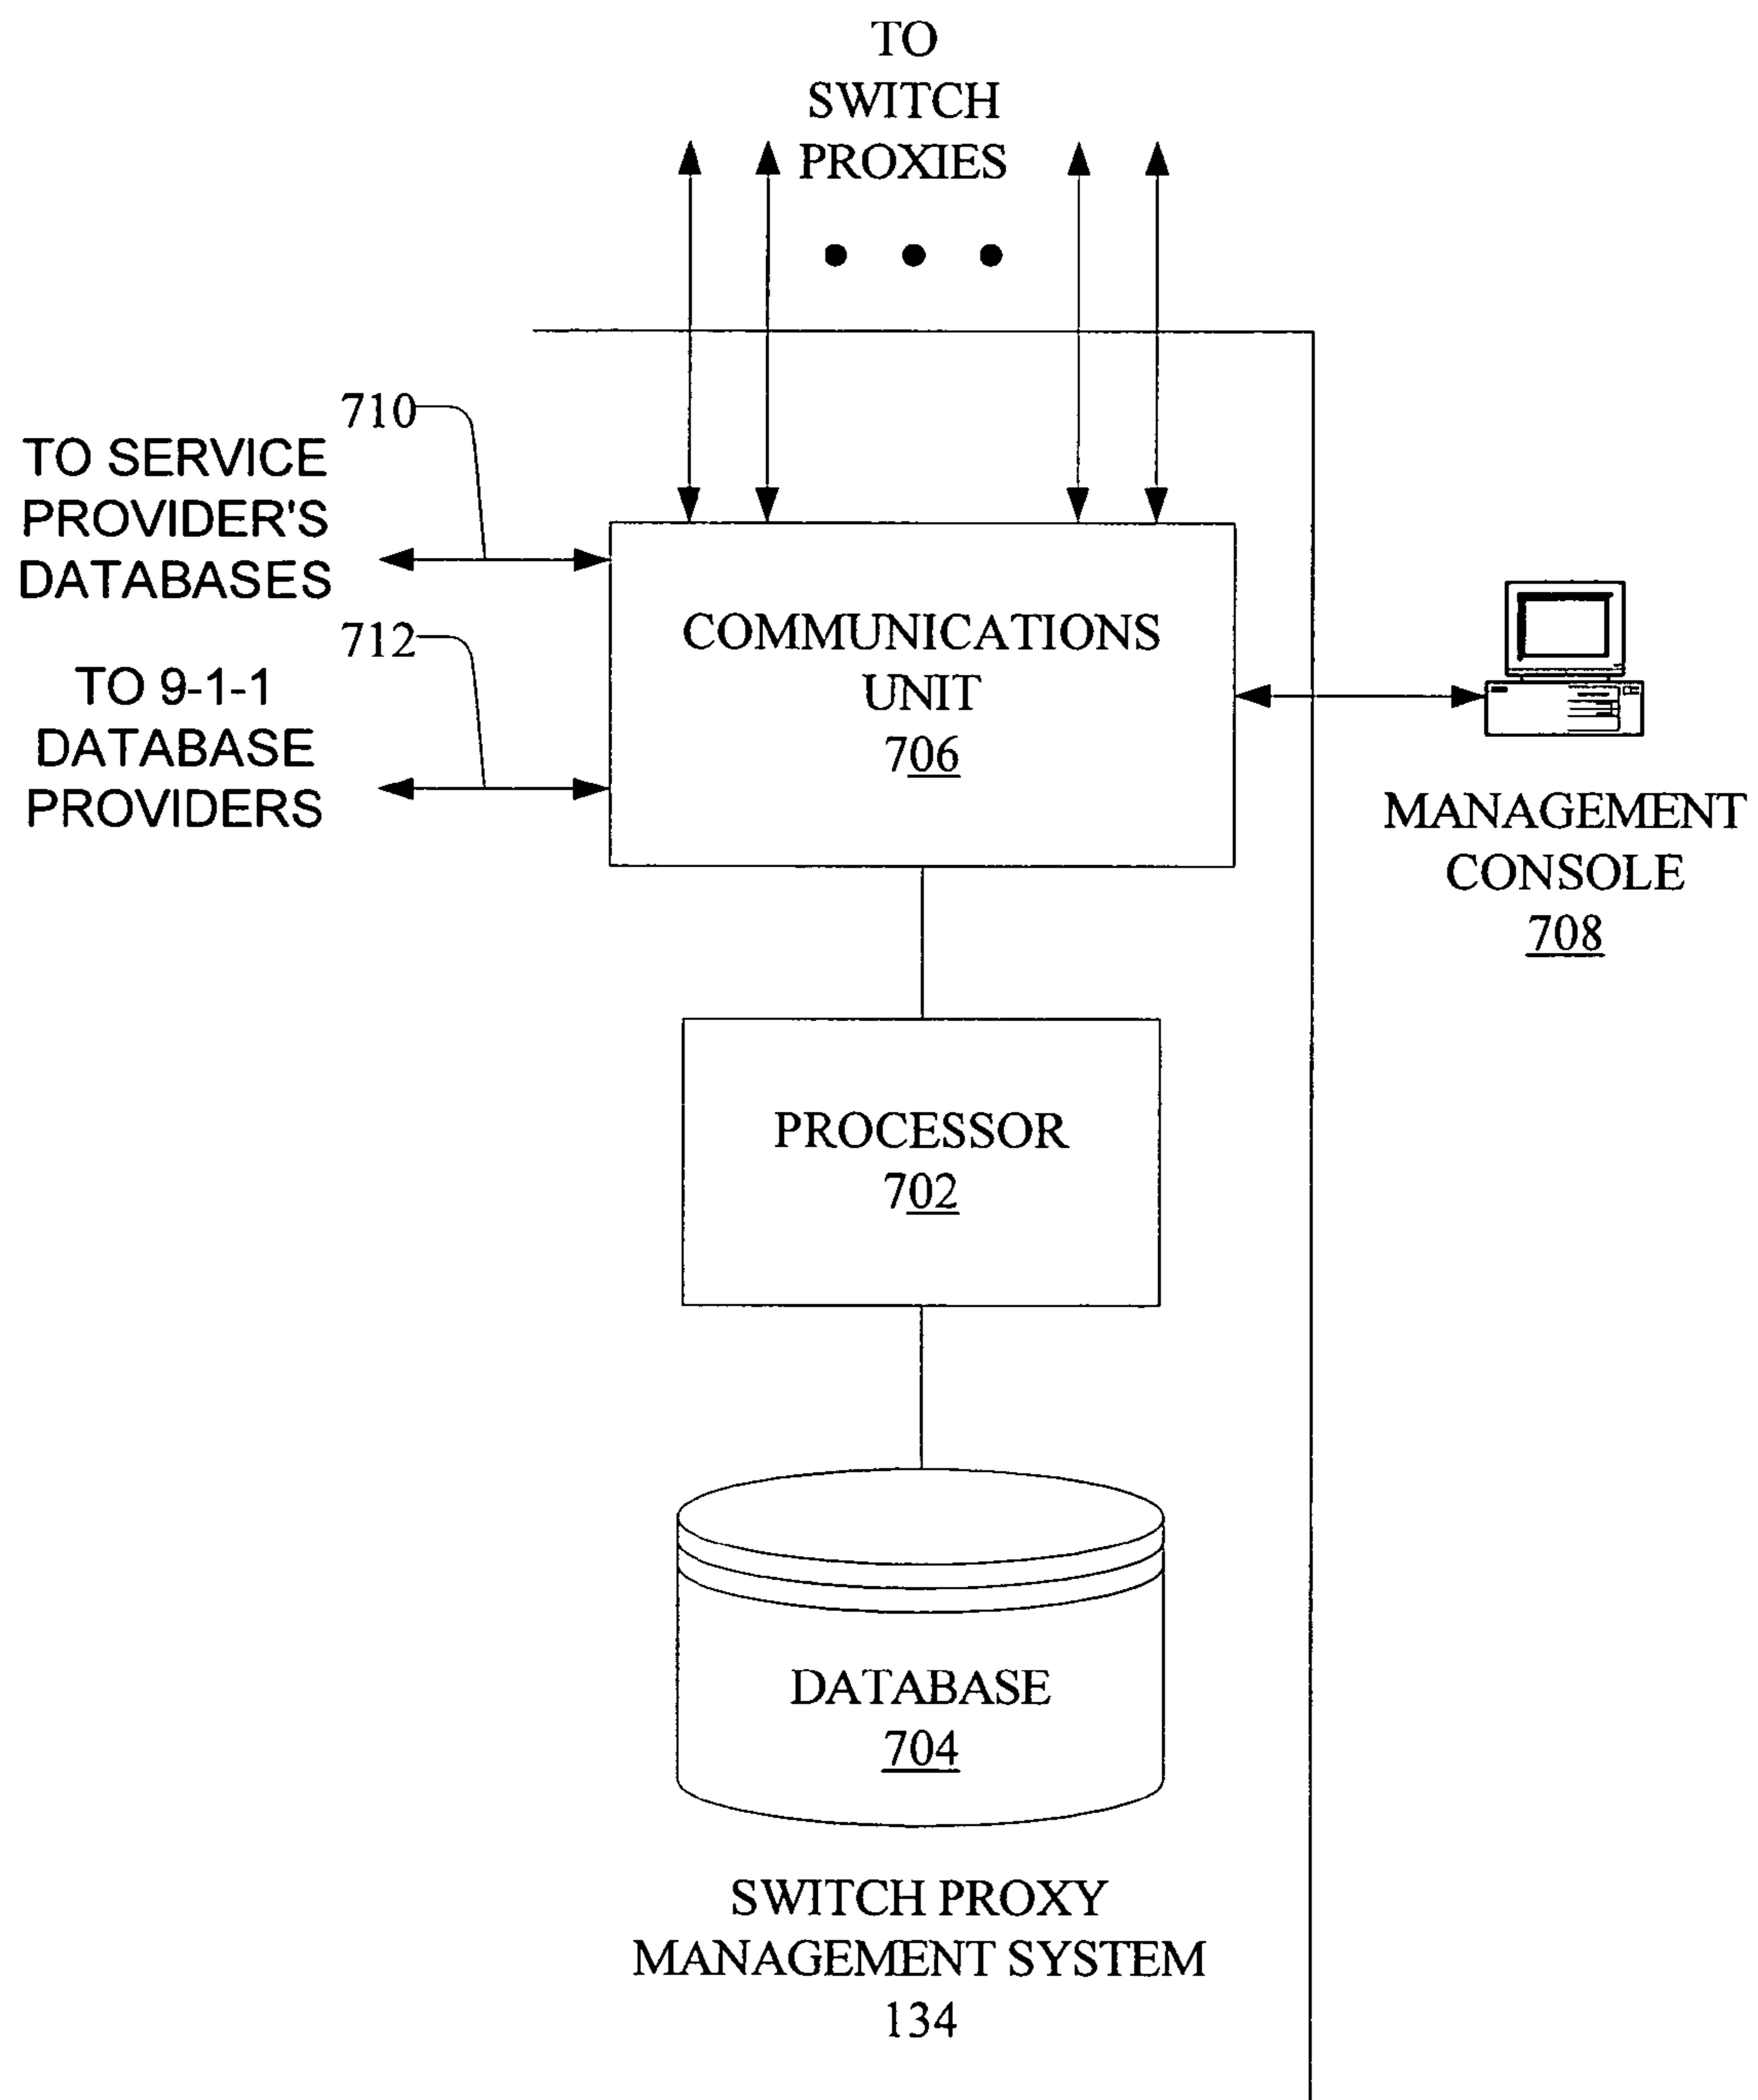 TO
SWITCH
PROXIES
710
TO SERVICE
PROVIDER'S
DATABASES
712
TO 9-1-1
DATABASE
PROVIDERS
COMMUNICATIONS
UNIT
706
MANAGEMENT
CONSOLE
708
PROCESSOR
702
DATABASE
704
SWITCH PROXY
MANAGEMENT SYSTEM
134